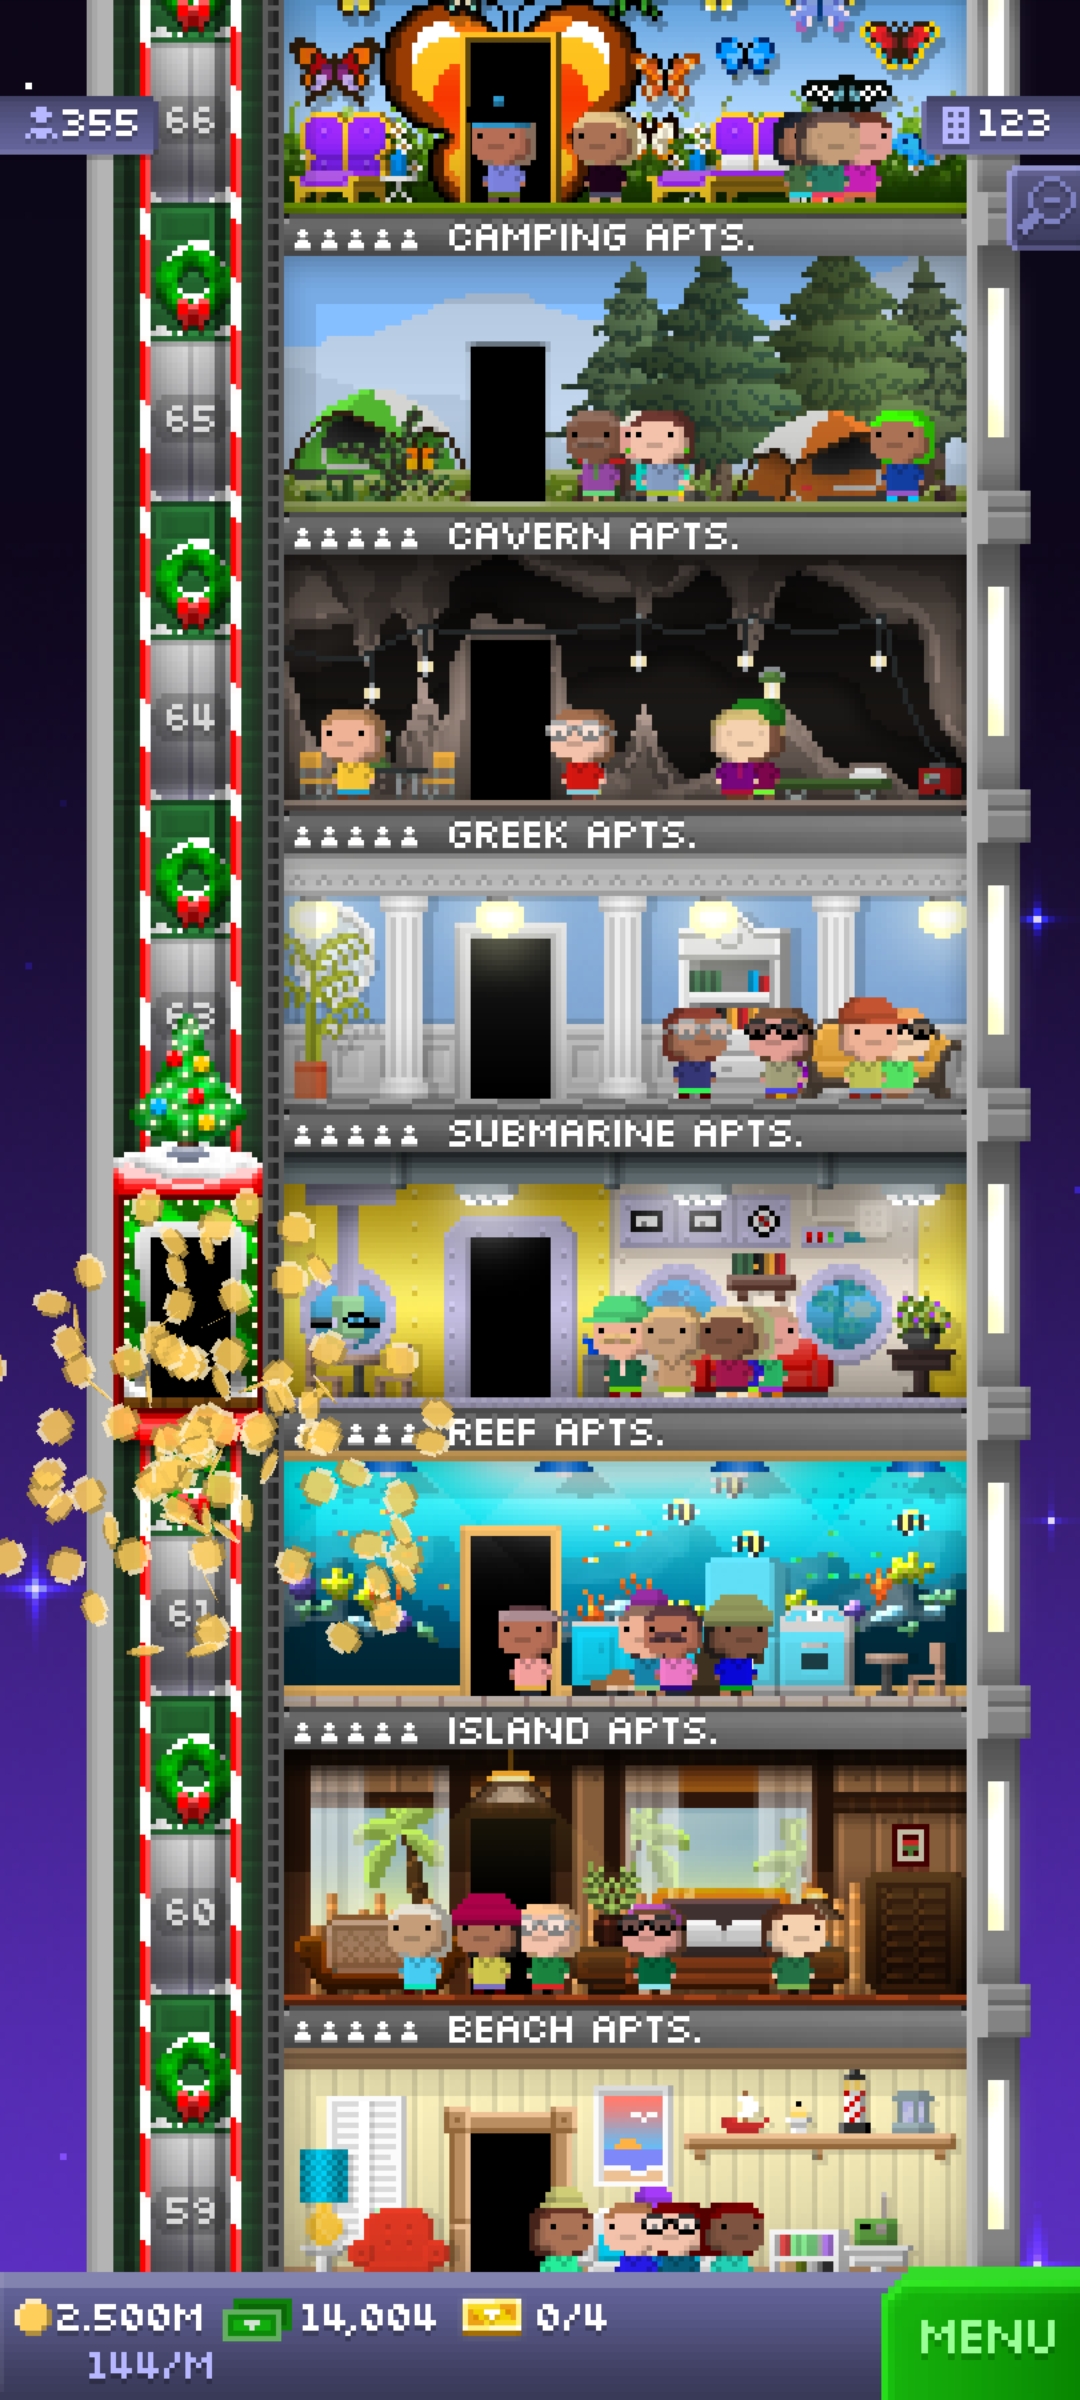 66
355
123
CAMPING APTS.
65
CAVERN APTS.
64
GREEK APTS.
63
SUBMARINE APTS.
REEF APTS.
61
ISLAND APTS.
60
BEACH APTS.
59
2.500M
14,004
0/4
144/M
MENU